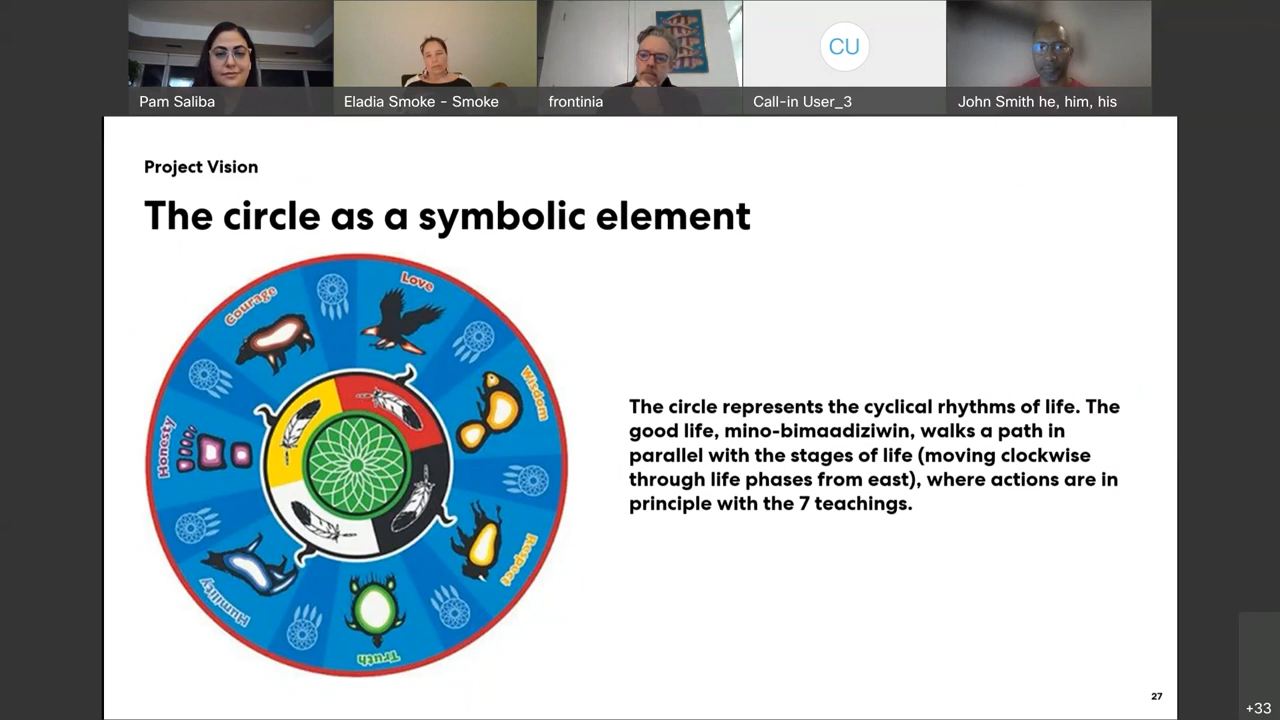 Pam Saliba
Eladia Smoke - Smoke
frontinia
CU
Call-in User_3
John Smith he, him, his
Project Vision
The circle as a symbolic element
Love
Courage
Wisdom
Honesty
Respect
Humility
Truth
The circle represents the cyclical rhythms of life. The
good life, mino-bimaadiziwin, walks a path in
parallel with the stages of life (moving clockwise
through life phases from east), where actions are in
principle with the 7 teachings.
27
+33